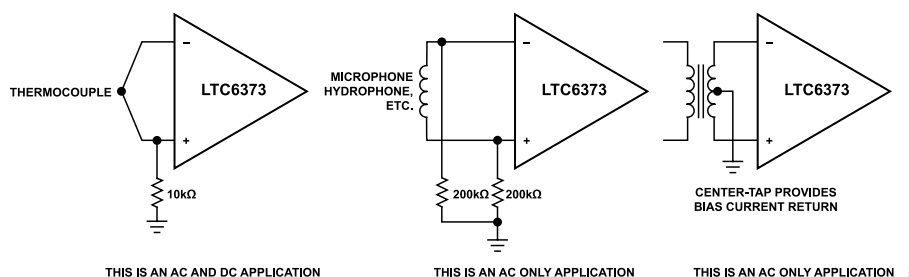 THERMOCOUPLE
−
LTC6373
+
10kΩ
THIS IS AN AC AND DC APPLICATION
MICROPHONE
HYDROPHONE,
ETC.
−
LTC6373
+
200kΩ
200kΩ
THIS IS AN AC ONLY APPLICATION
−
LTC6373
+
CENTER-TAP PROVIDES
BIAS CURRENT RETURN
THIS IS AN AC ONLY APPLICATION